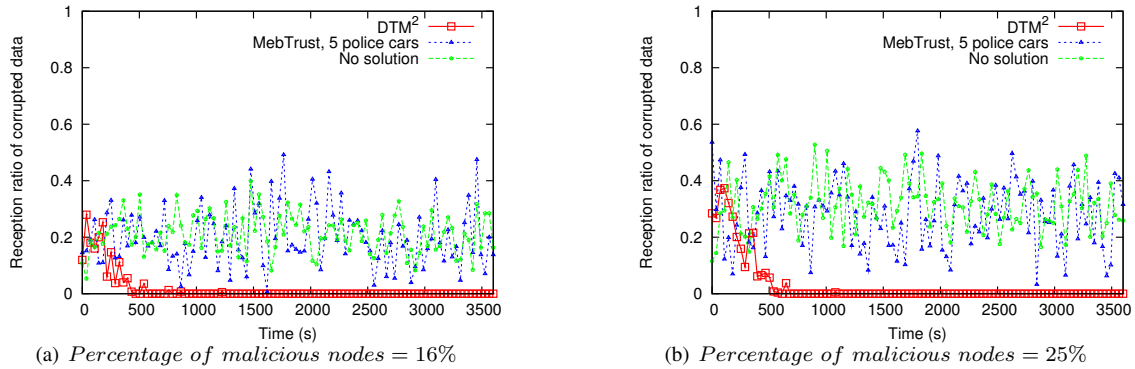 DTM²
MebTrust, 5 police cars
No solution
Reception ratio of corrupted data
1
0.8
0.6
0.4
0.2
0
0 500 1000 1500 2000 2500 3000 3500
Time (s)
(a) Percentage of malicious nodes = 16%
DTM²
MebTrust, 5 police cars
No solution
Reception ratio of corrupted data
1
0.8
0.6
0.4
0.2
0
0 500 1000 1500 2000 2500 3000 3500
Time (s)
(b) Percentage of malicious nodes = 25%